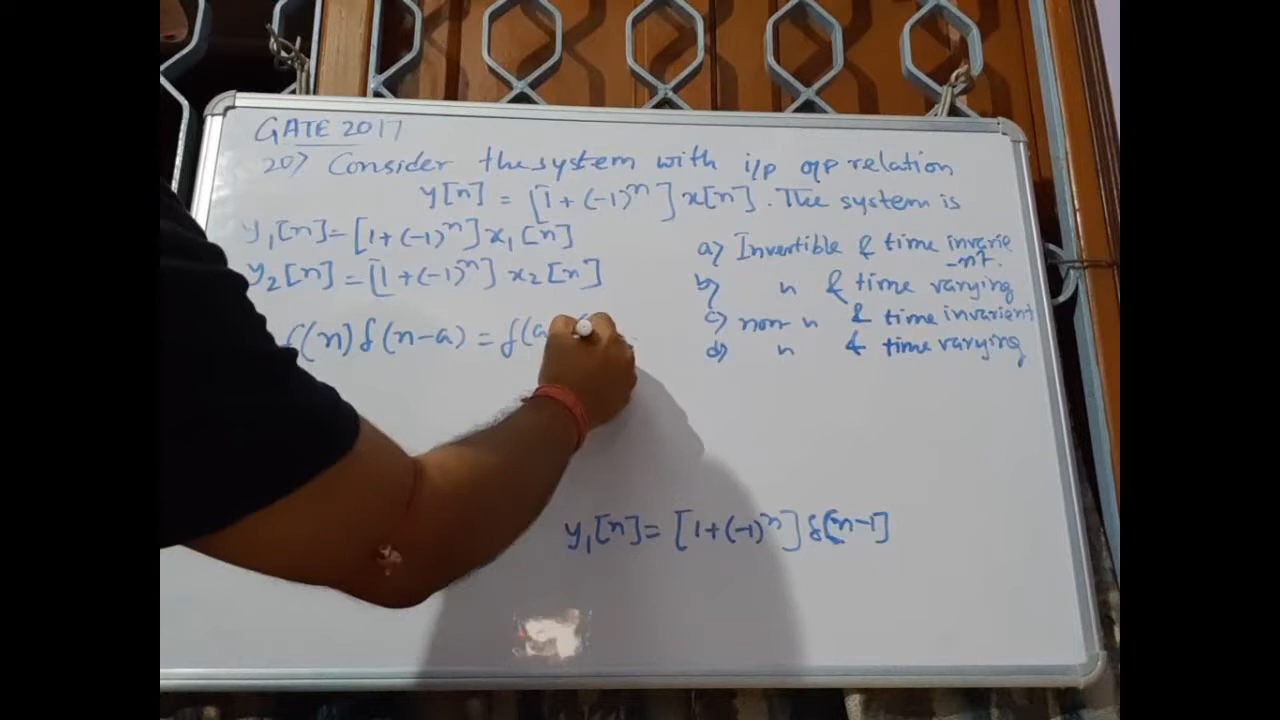 GATE 2017
20) Consider the system with i/p o/p relation
y[n] = [1 + (-1)^n] x[n]. The system is
y₁[n] = [1 + (-1)^n] x₁[n]
y₂[n] = [1 + (-1)^n] x₂[n]
f(n) δ(n-a) = f(a)
a) Invertible & time invarie
-nt.
b) " & time varying
c) non " & time invarient
d) " & time varying
y₁[n] = [1 + (-1)^n] δ[n-1]